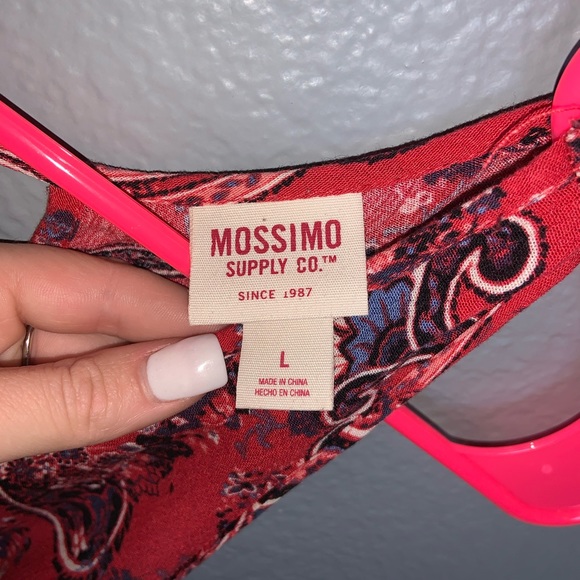 MOSSIMO
SUPPLY CO.™
SINCE 1987
L
MADE IN CHINA
HECHO EN CHINA